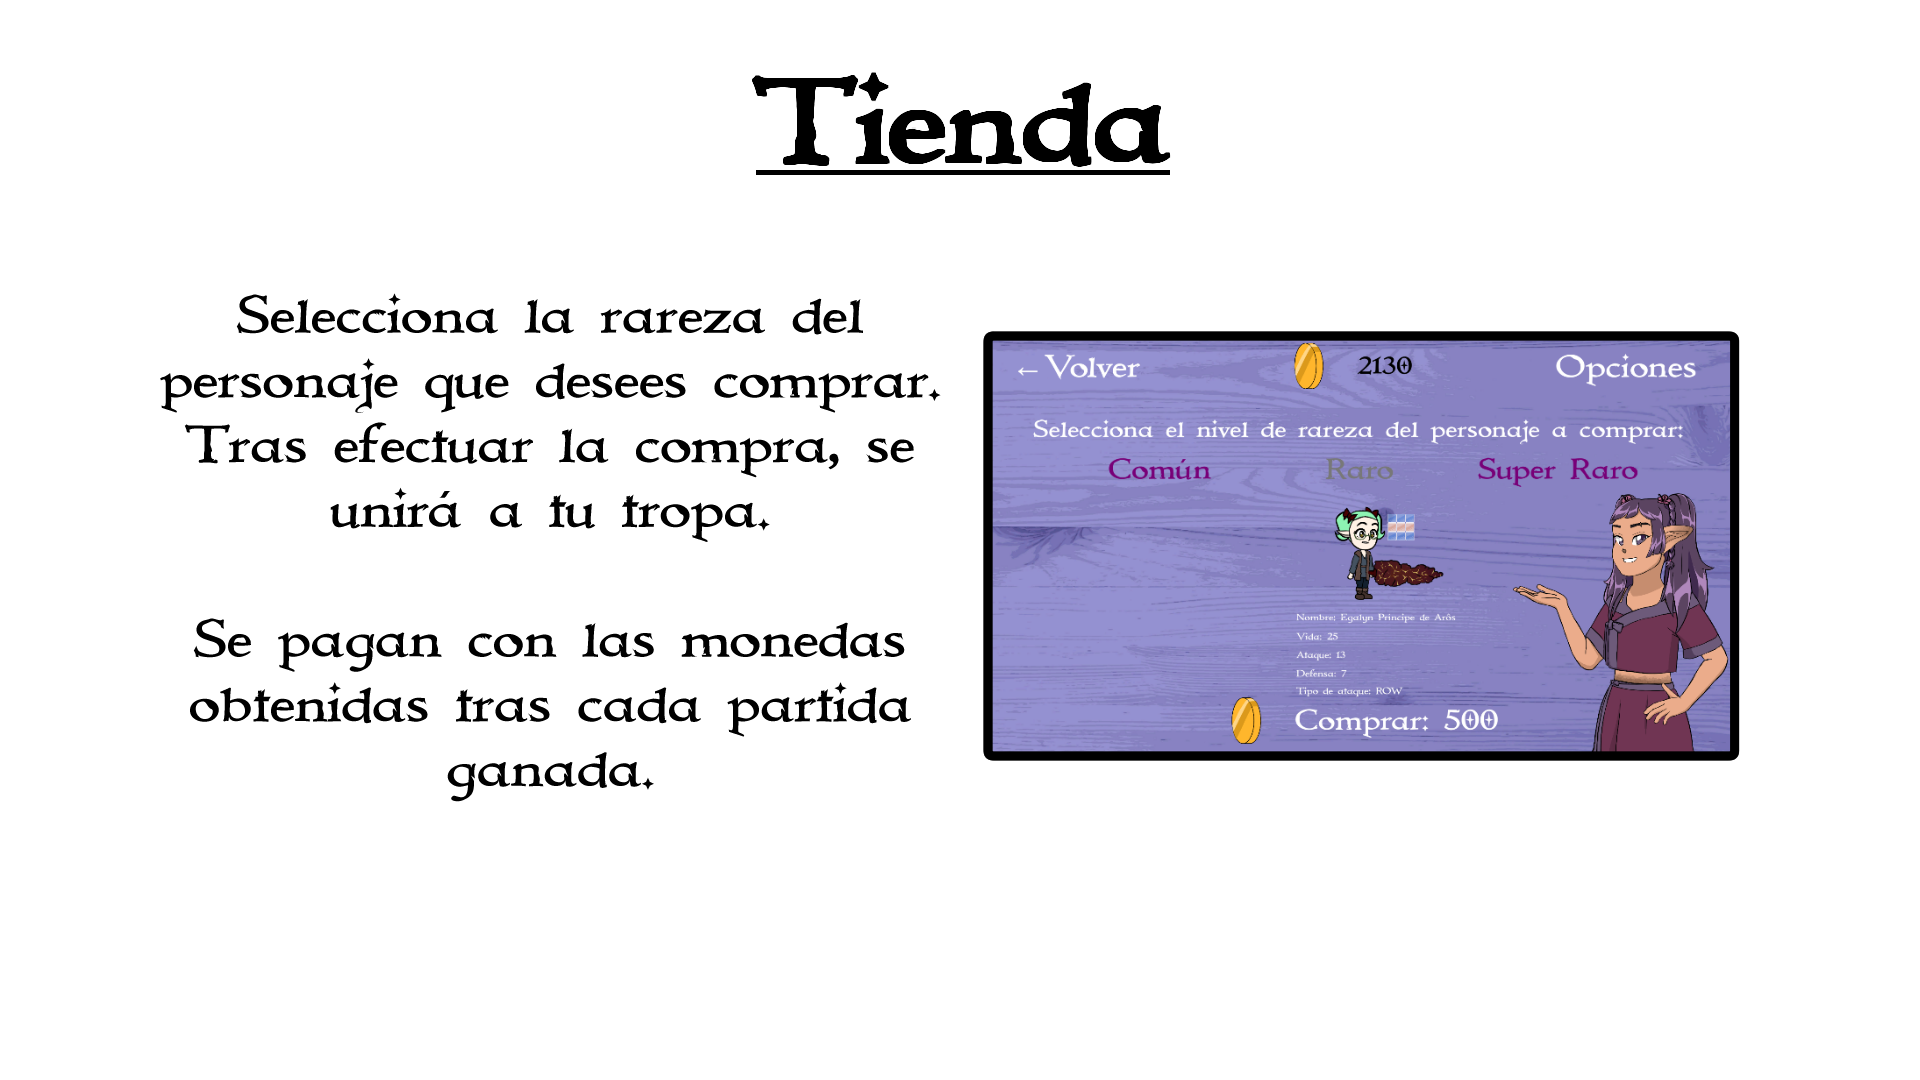 Tienda
Selecciona la rareza del
personaje que desees comprar.
Tras efectuar la compra, se
unirá a tu tropa.
Se pagan con las monedas
obtenidas tras cada partida
ganada.
← Volver
2130
Opciones
Selecciona el nivel de rareza del personaje a comprar:
Común
Raro
Super Raro
Nombre: Egalyn Principe de Arôs
Vida: 25
Ataque: 13
Defensa: 7
Tipo de ataque: ROW
Comprar: 500